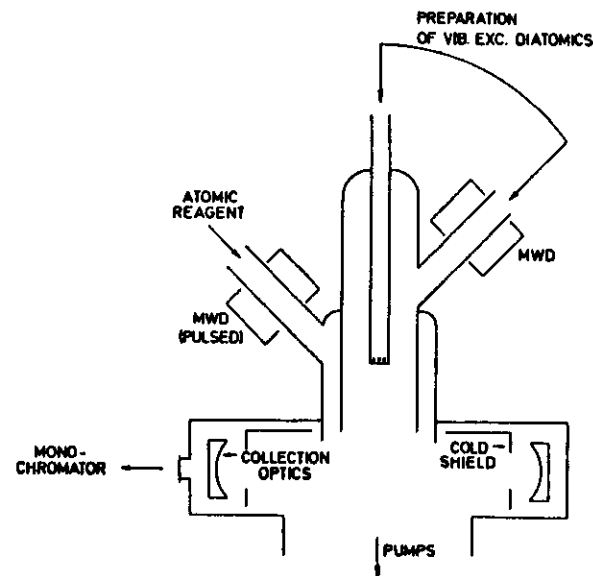 PREPARATION
OF VIB. EXC. DIATOMICS
ATOMIC
REAGENT
MWD
MWD
(PULSED)
MONO-
CHROMATOR
COLLECTION
OPTICS
COLD
SHIELD
PUMPS